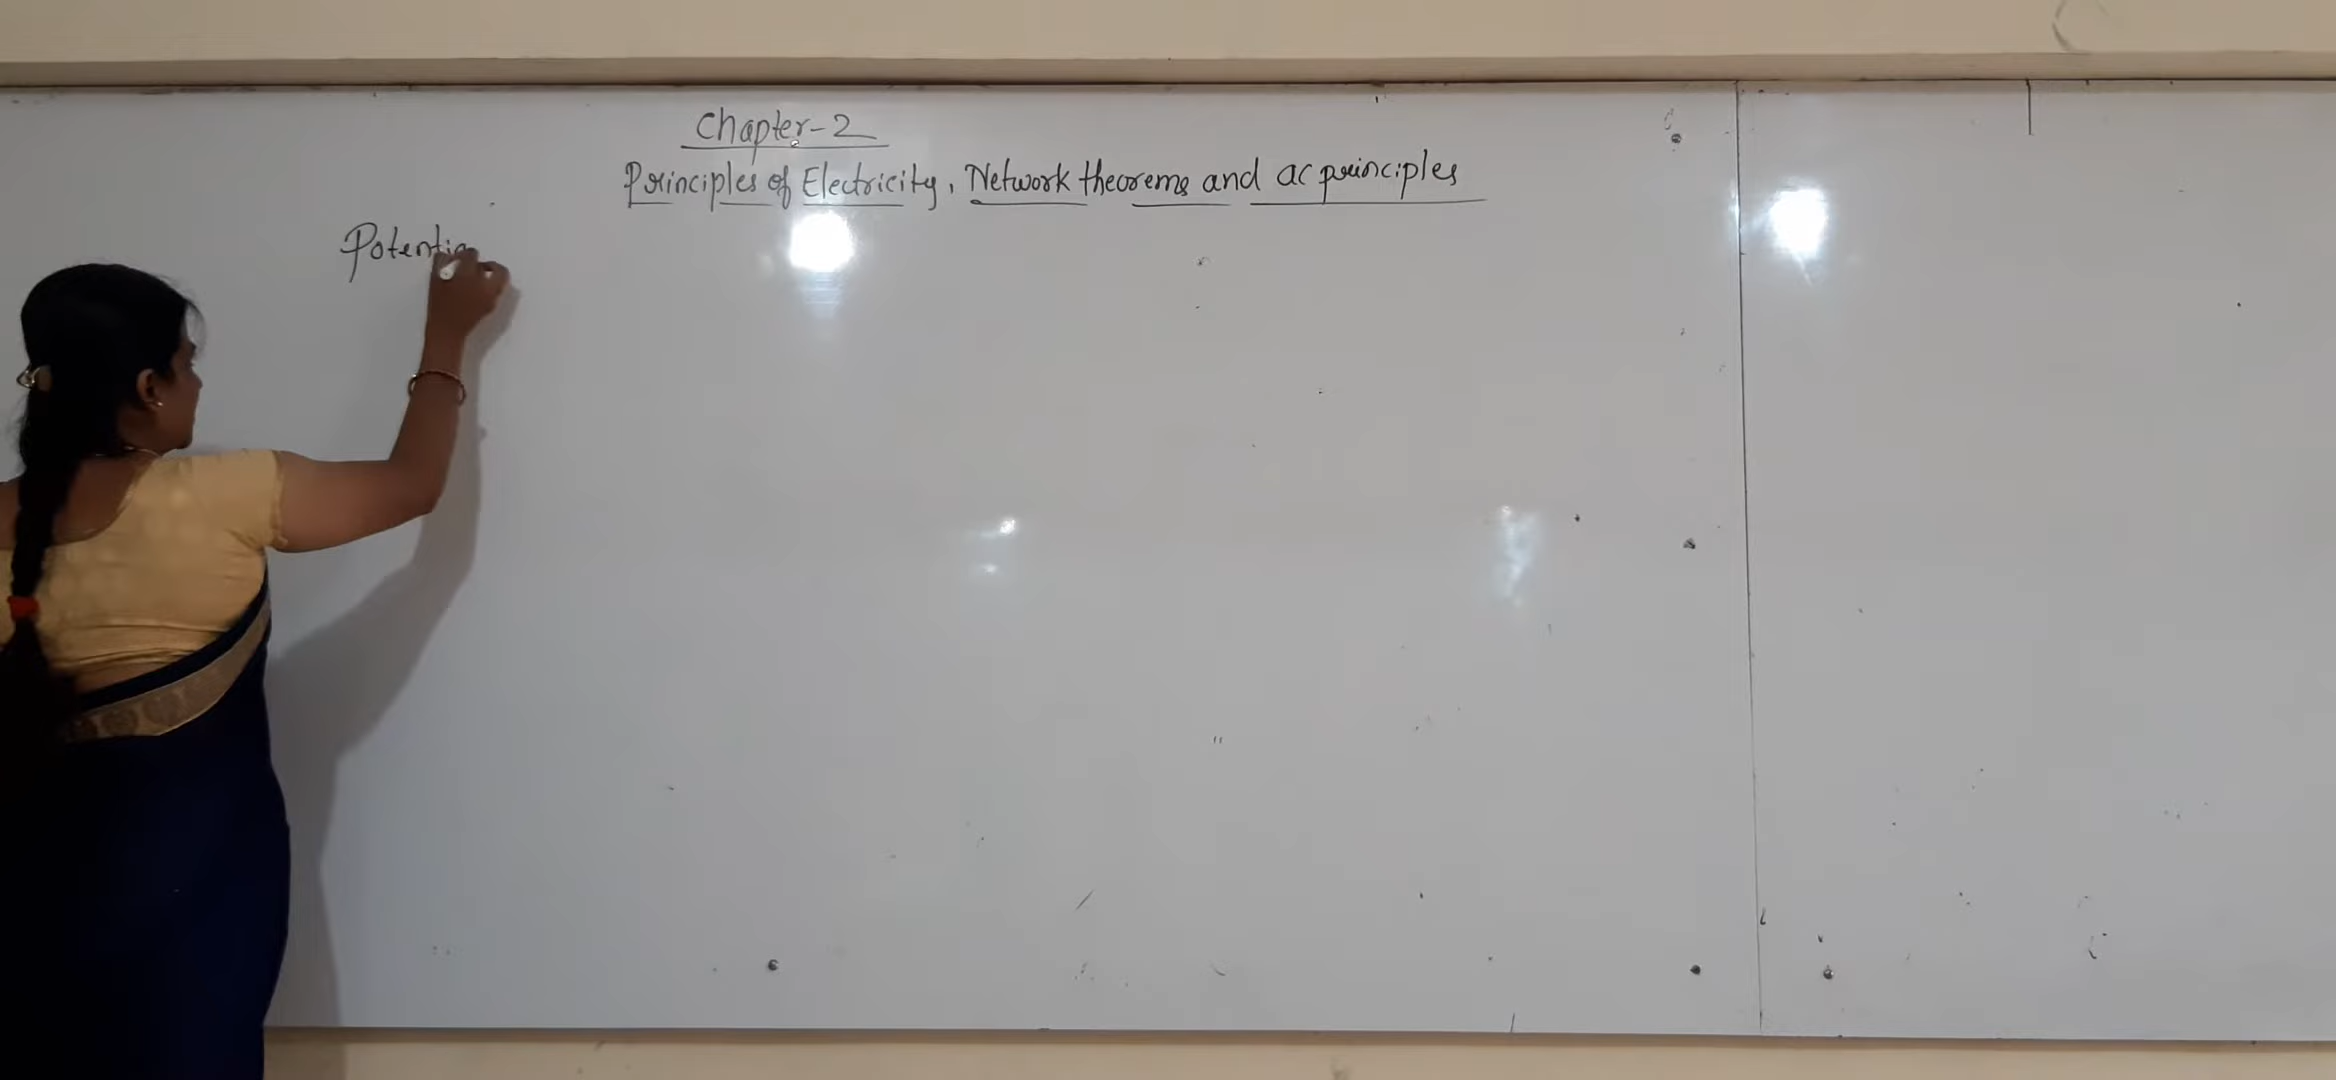 Chapter-2
Principles of Electricity, Network theorems and ac principles
Potentia